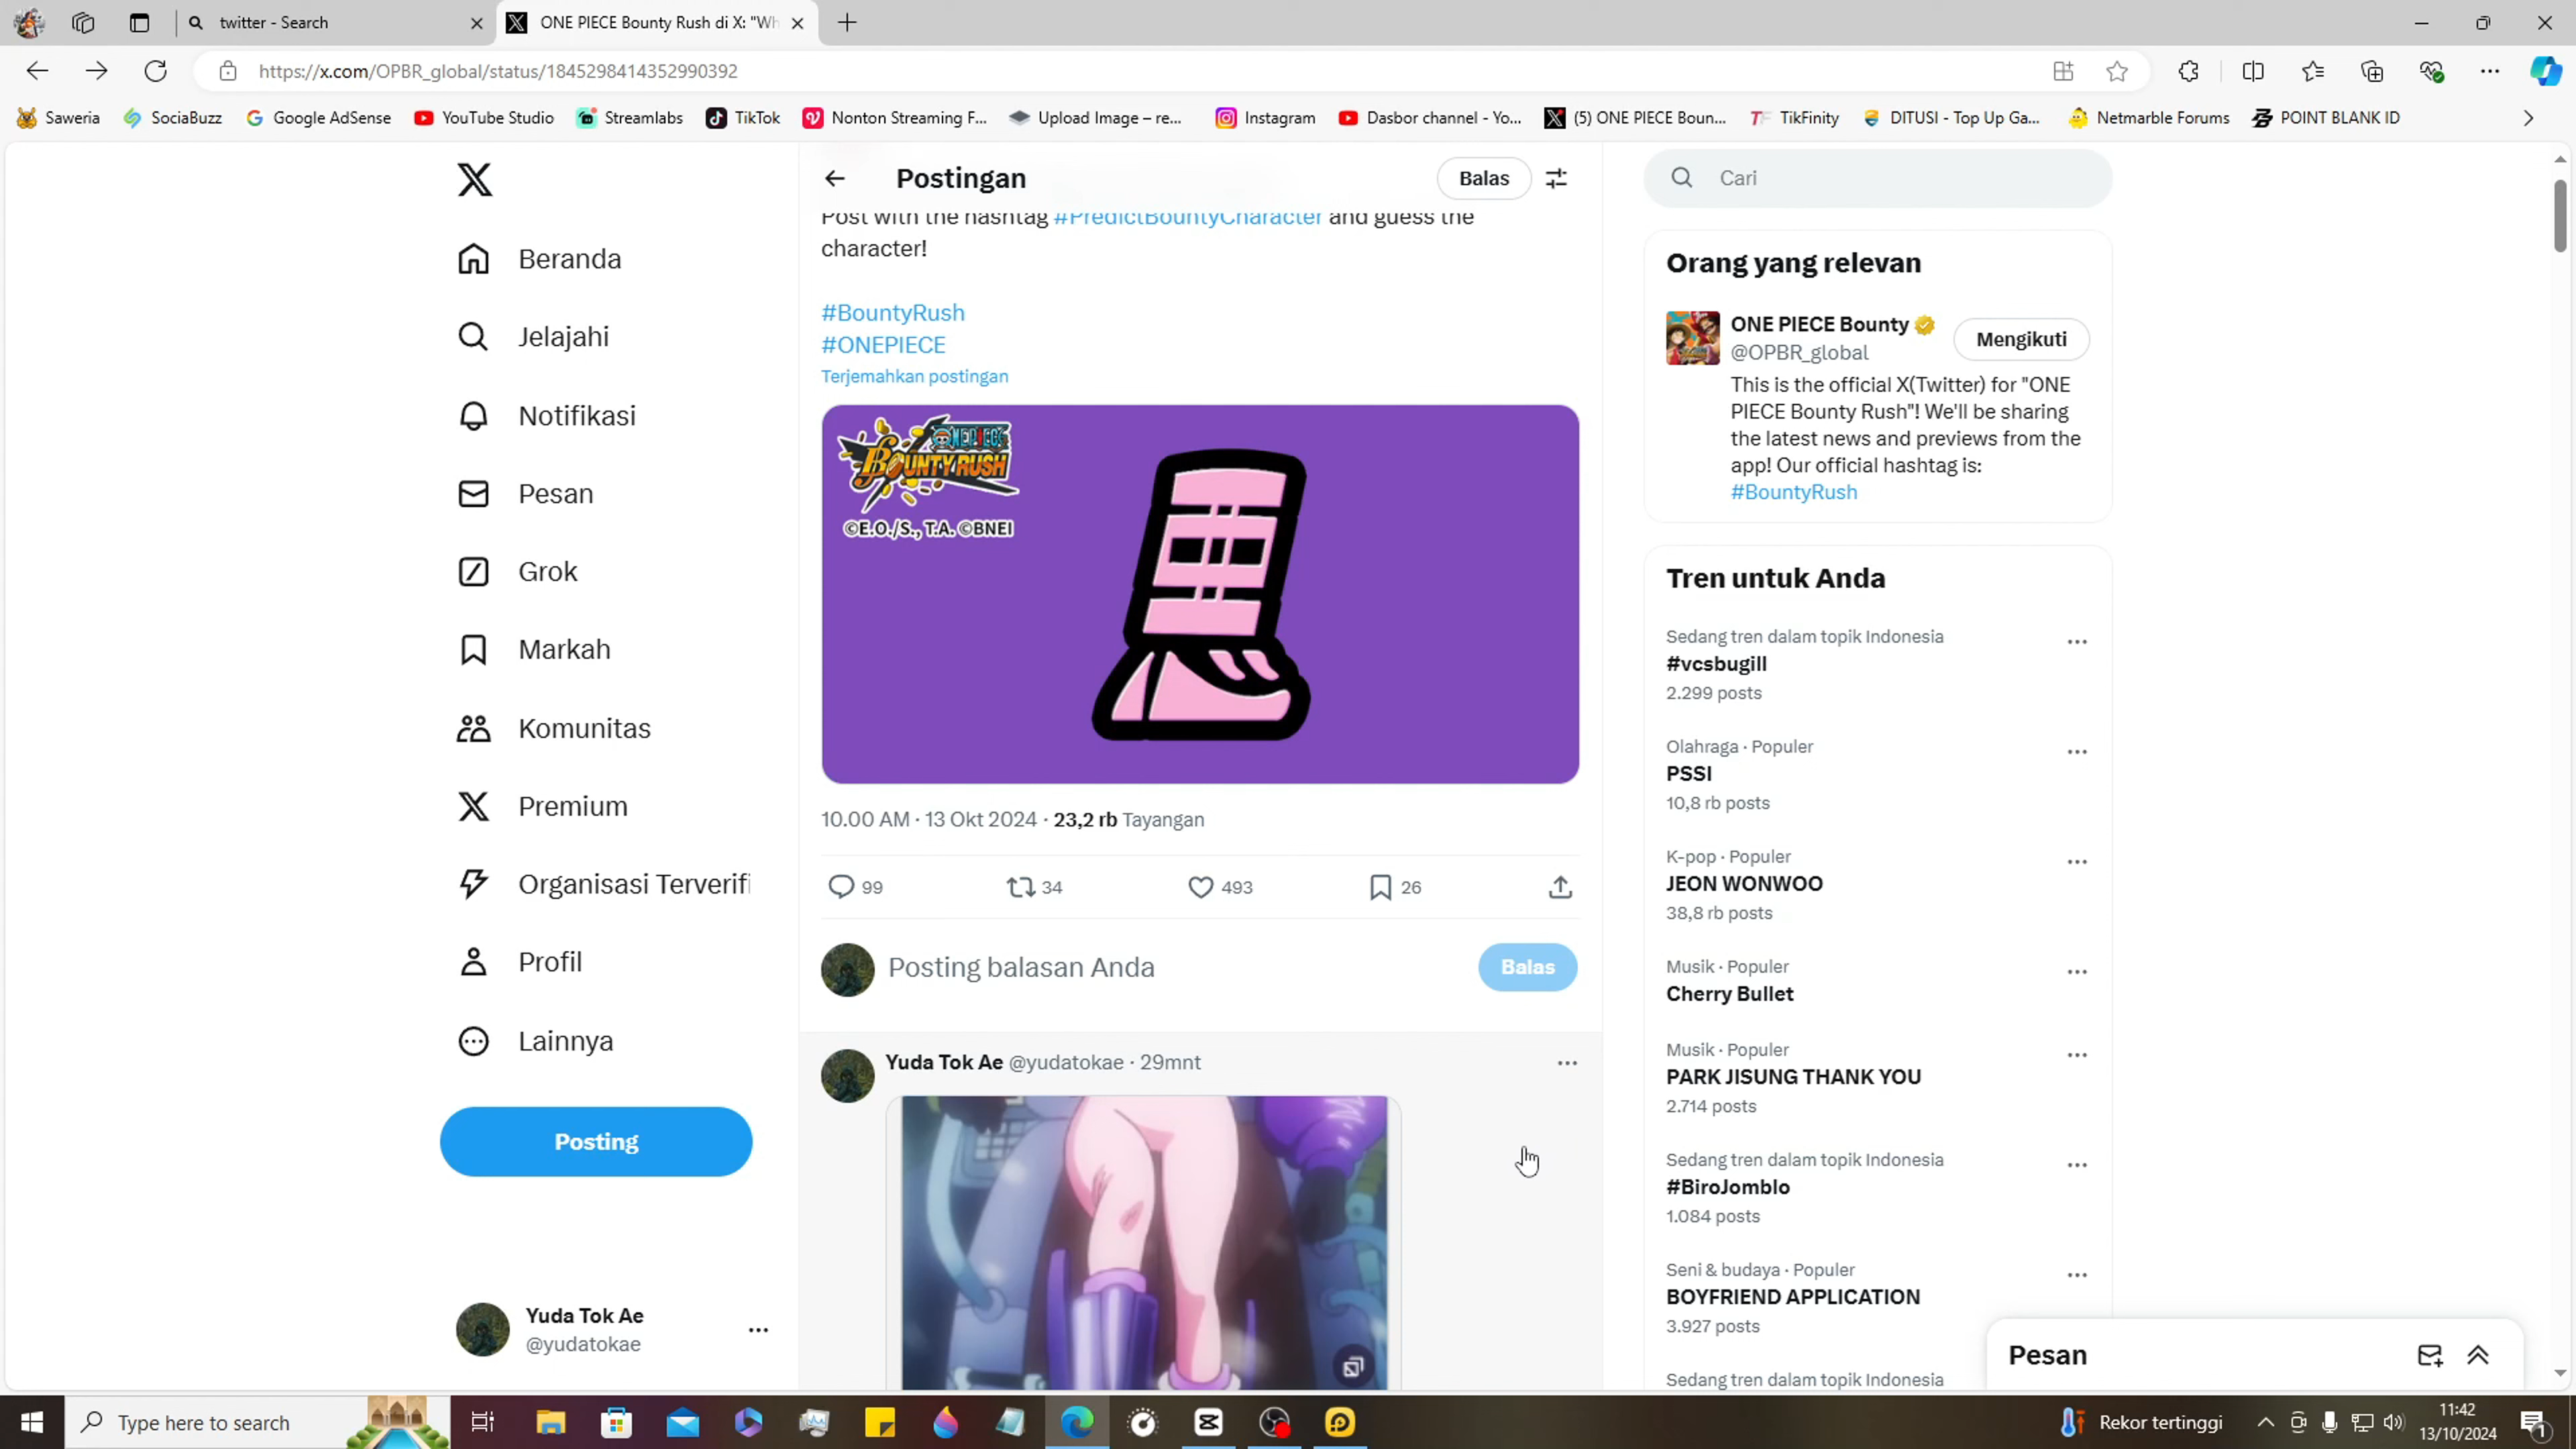 twitter - Search
ONE PIECE Bounty Rush di X: "Wh
https://x.com/OPBR_global/status/1845298414352990392
Saweria
SociaBuzz
Google AdSense
YouTube Studio
Streamlabs
TikTok
Nonton Streaming F...
Upload Image – re...
Instagram
Dasbor channel - Yo...
(5) ONE PIECE Boun...
TikFinity
DITUSI - Top Up Ga...
Netmarble Forums
POINT BLANK ID
Beranda
Jelajahi
Notifikasi
Pesan
Grok
Markah
Komunitas
Premium
Organisasi Terverifi
Profil
Lainnya
Posting
Yuda Tok Ae
@yudatokae
Postingan
Balas
Post with the hashtag #PredictBountyCharacter and guess the
character!
#BountyRush
#ONEPIECE
Terjemahkan postingan
ONE PIECE
BOUNTY RUSH
©E.O./S., T.A. ©BNEI
10.00 AM · 13 Okt 2024 · 23,2 rb Tayangan
99
34
493
26
Posting balasan Anda
Balas
Yuda Tok Ae @yudatokae · 29mnt
Cari
Orang yang relevan
ONE PIECE Bounty
@OPBR_global
Mengikuti
This is the official X(Twitter) for "ONE
PIECE Bounty Rush"! We'll be sharing
the latest news and previews from the
app! Our official hashtag is:
#BountyRush
Tren untuk Anda
Sedang tren dalam topik Indonesia
#vcsbugill
2.299 posts
Olahraga · Populer
PSSI
10,8 rb posts
K-pop · Populer
JEON WONWOO
38,8 rb posts
Musik · Populer
Cherry Bullet
Musik · Populer
PARK JISUNG THANK YOU
2.714 posts
Sedang tren dalam topik Indonesia
#BiroJomblo
1.084 posts
Seni & budaya · Populer
BOYFRIEND APPLICATION
3.927 posts
Sedang tren dalam topik Indonesia
Pesan
Type here to search
Rekor tertinggi
11:42
13/10/2024
1